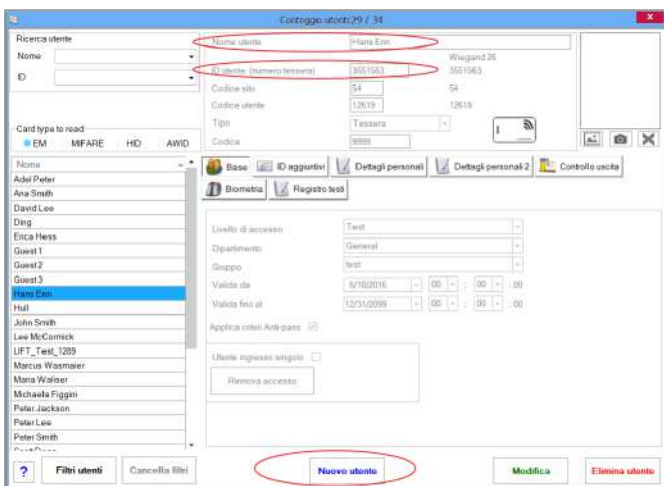 Conteggio utenti:29 / 34
x
Ricerca utente
Nome
ID
Card type to read
EM MIFARE HID AWID
Nome utente Hans Enn
Wiegand 26
ID utente (numero tessera) 3551563 3551563
Codice sito 54 54
Codice utente 12619 12619
Tipo Tessera
Codice 9999
Nome
Adel Peter
Ana Smith
David Lee
Ding
Erica Hess
Guest 1
Guest 2
Guest 3
Hans Enn
Hull
John Smith
Lee McCormick
LIFT_Test_1289
Marcus Wasmaier
Maria Waliser
Michaela Figgini
Peter Jackson
Peter Lee
Peter Smith
Base ID aggiuntivi Dettagli personali Dettagli personali 2 Controllo uscita
Biometria Registro testi
Livello di accesso Test
Dipartimento General
Gruppo test
Valida da 6/10/2016 00 : 00 : 00
Valida fino al 12/31/2099 00 : 00 : 00
Applica criteri Anti-pass
Utente ingresso singolo
Rinnova accesso
? Filtri utenti Cancella filtri Nuovo utente Modifica Elimina utente